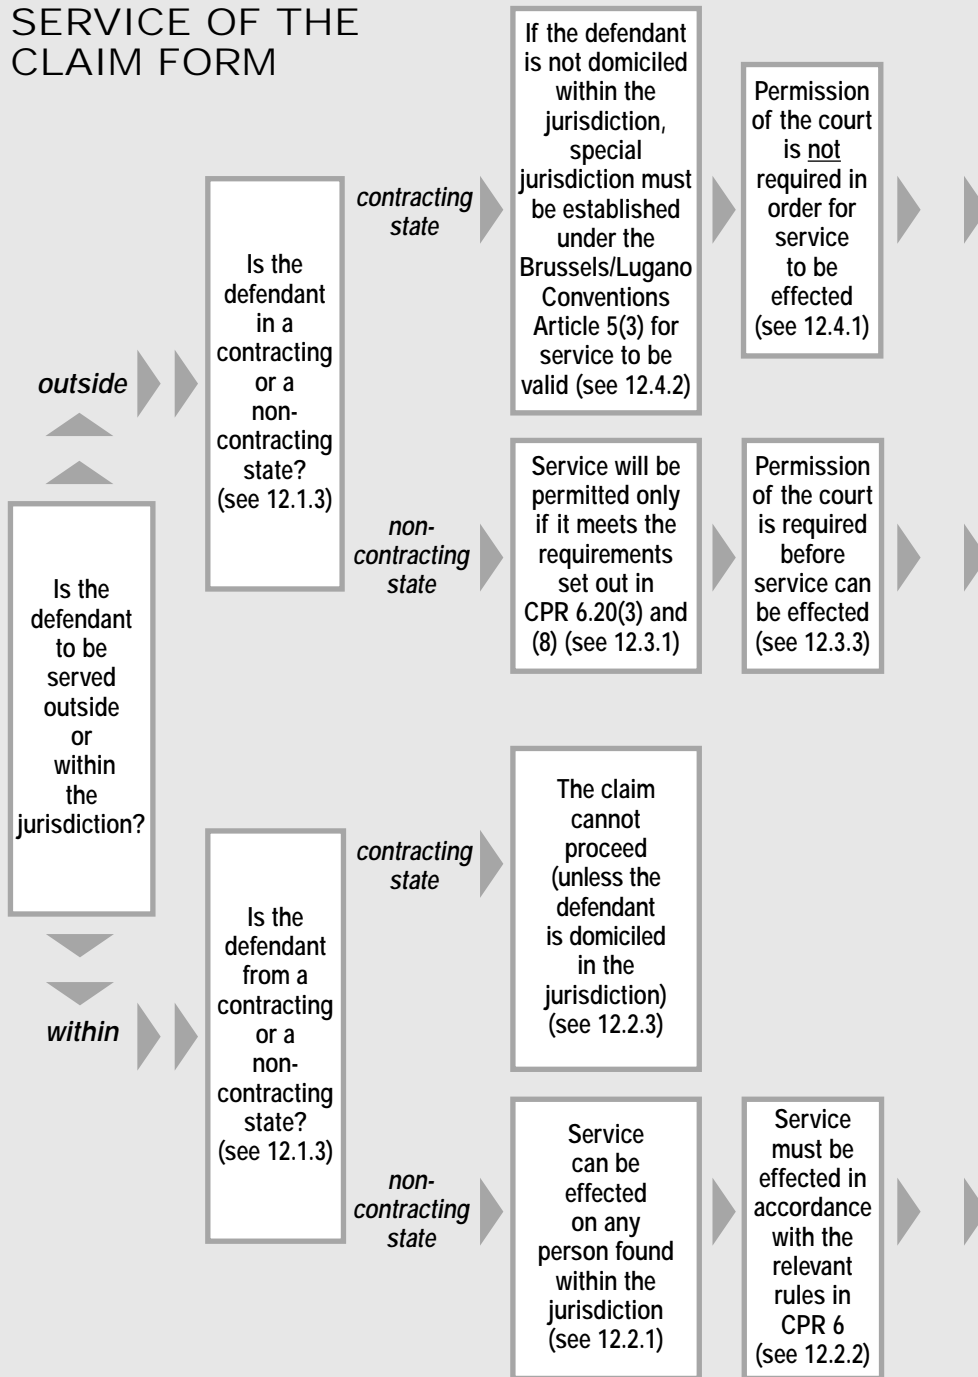 SERVICE OF THE
CLAIM FORM
Is the
defendant
to be
served
outside
or
within
the
jurisdiction?
outside
Is the
defendant
in a
contracting
or a
non-
contracting
state?
(see 12.1.3)
contracting
state
If the defendant
is not domiciled
within the
jurisdiction,
special
jurisdiction must
be established
under the
Brussels/Lugano
Conventions
Article 5(3) for
service to be
valid (see 12.4.2)
Permission
of the court
is not
required in
order for
service
to be
effected
(see 12.4.1)
non-
contracting
state
Service will be
permitted only
if it meets the
requirements
set out in
CPR 6.20(3) and
(8) (see 12.3.1)
Permission
of the court
is required
before
service can
be effected
(see 12.3.3)
within
Is the
defendant
from a
contracting
or a
non-
contracting
state?
(see 12.1.3)
contracting
state
The claim
cannot
proceed
(unless the
defendant
is domiciled
in the
jurisdiction)
(see 12.2.3)
non-
contracting
state
Service
can be
effected
on any
person found
within the
jurisdiction
(see 12.2.1)
Service
must be
effected in
accordance
with the
relevant
rules in
CPR 6
(see 12.2.2)